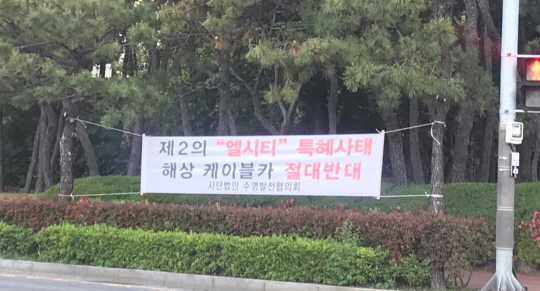 제2의 "엘시티" 특혜사태
해상 케이블카 절대반대
사단법인 수영발전협의회